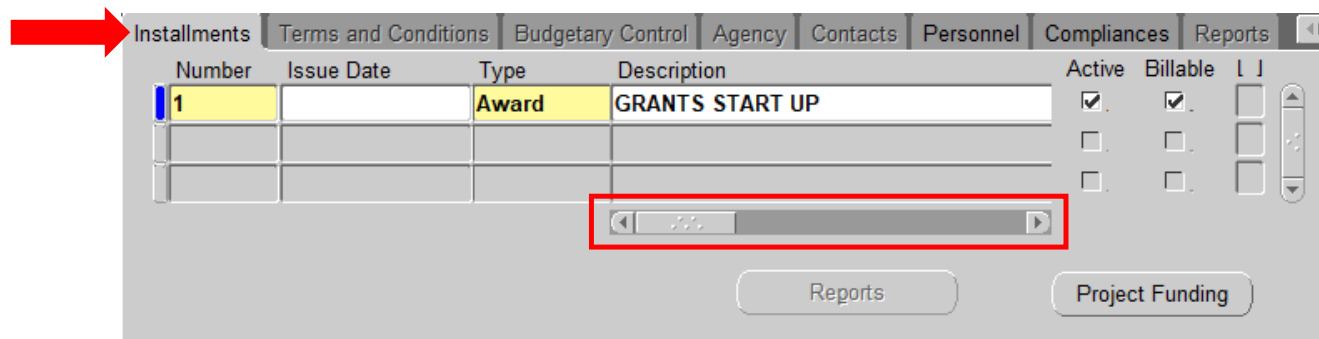 Installments Terms and Conditions Budgetary Control Agency Contacts Personnel Compliances Reports
Number Issue Date Type Description Active Billable [ ]
1 Award GRANTS START UP
Reports Project Funding